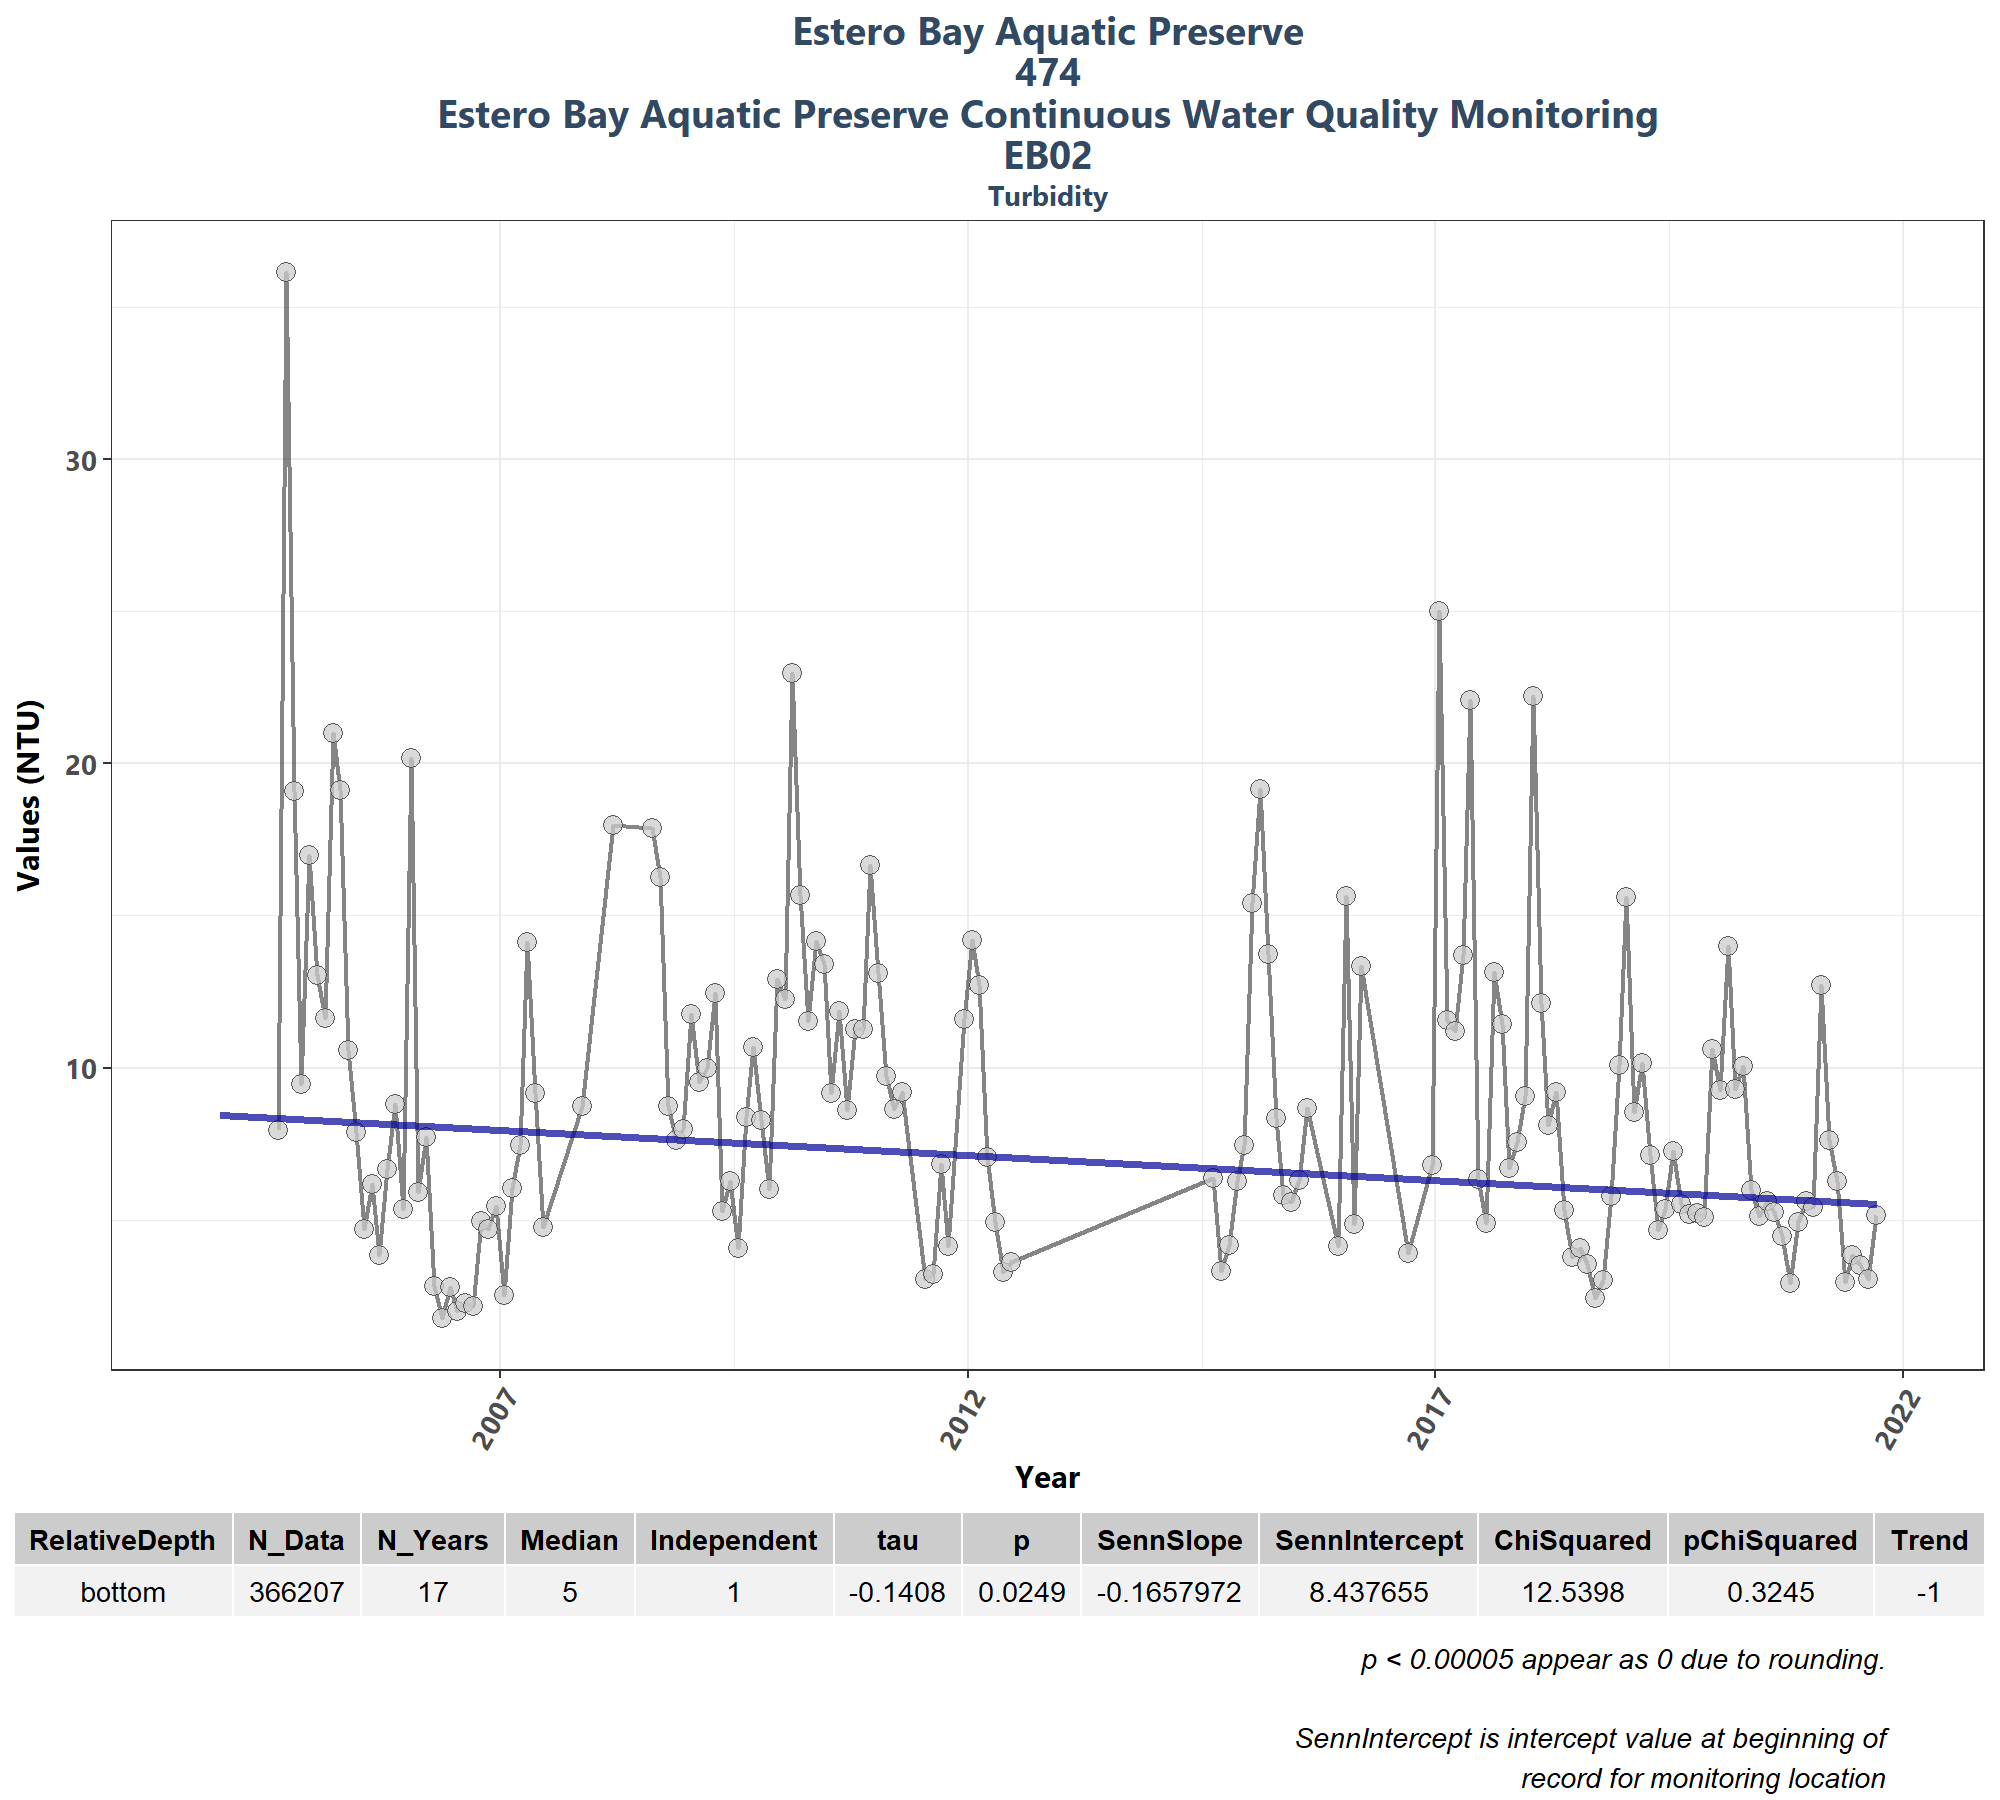 Estero Bay Aquatic Preserve
474
Estero Bay Aquatic Preserve Continuous Water Quality Monitoring
EB02
Turbidity
Values (NTU)
30
20
10
2007
2012
2017
2022
Year
RelativeDepth N_Data N_Years Median Independent tau p SennSlope SennIntercept ChiSquared pChiSquared Trend
bottom 366207 17 5 1 -0.1408 0.0249 -0.1657972 8.437655 12.5398 0.3245 -1
p < 0.00005 appear as 0 due to rounding.
SennIntercept is intercept value at beginning of
record for monitoring location